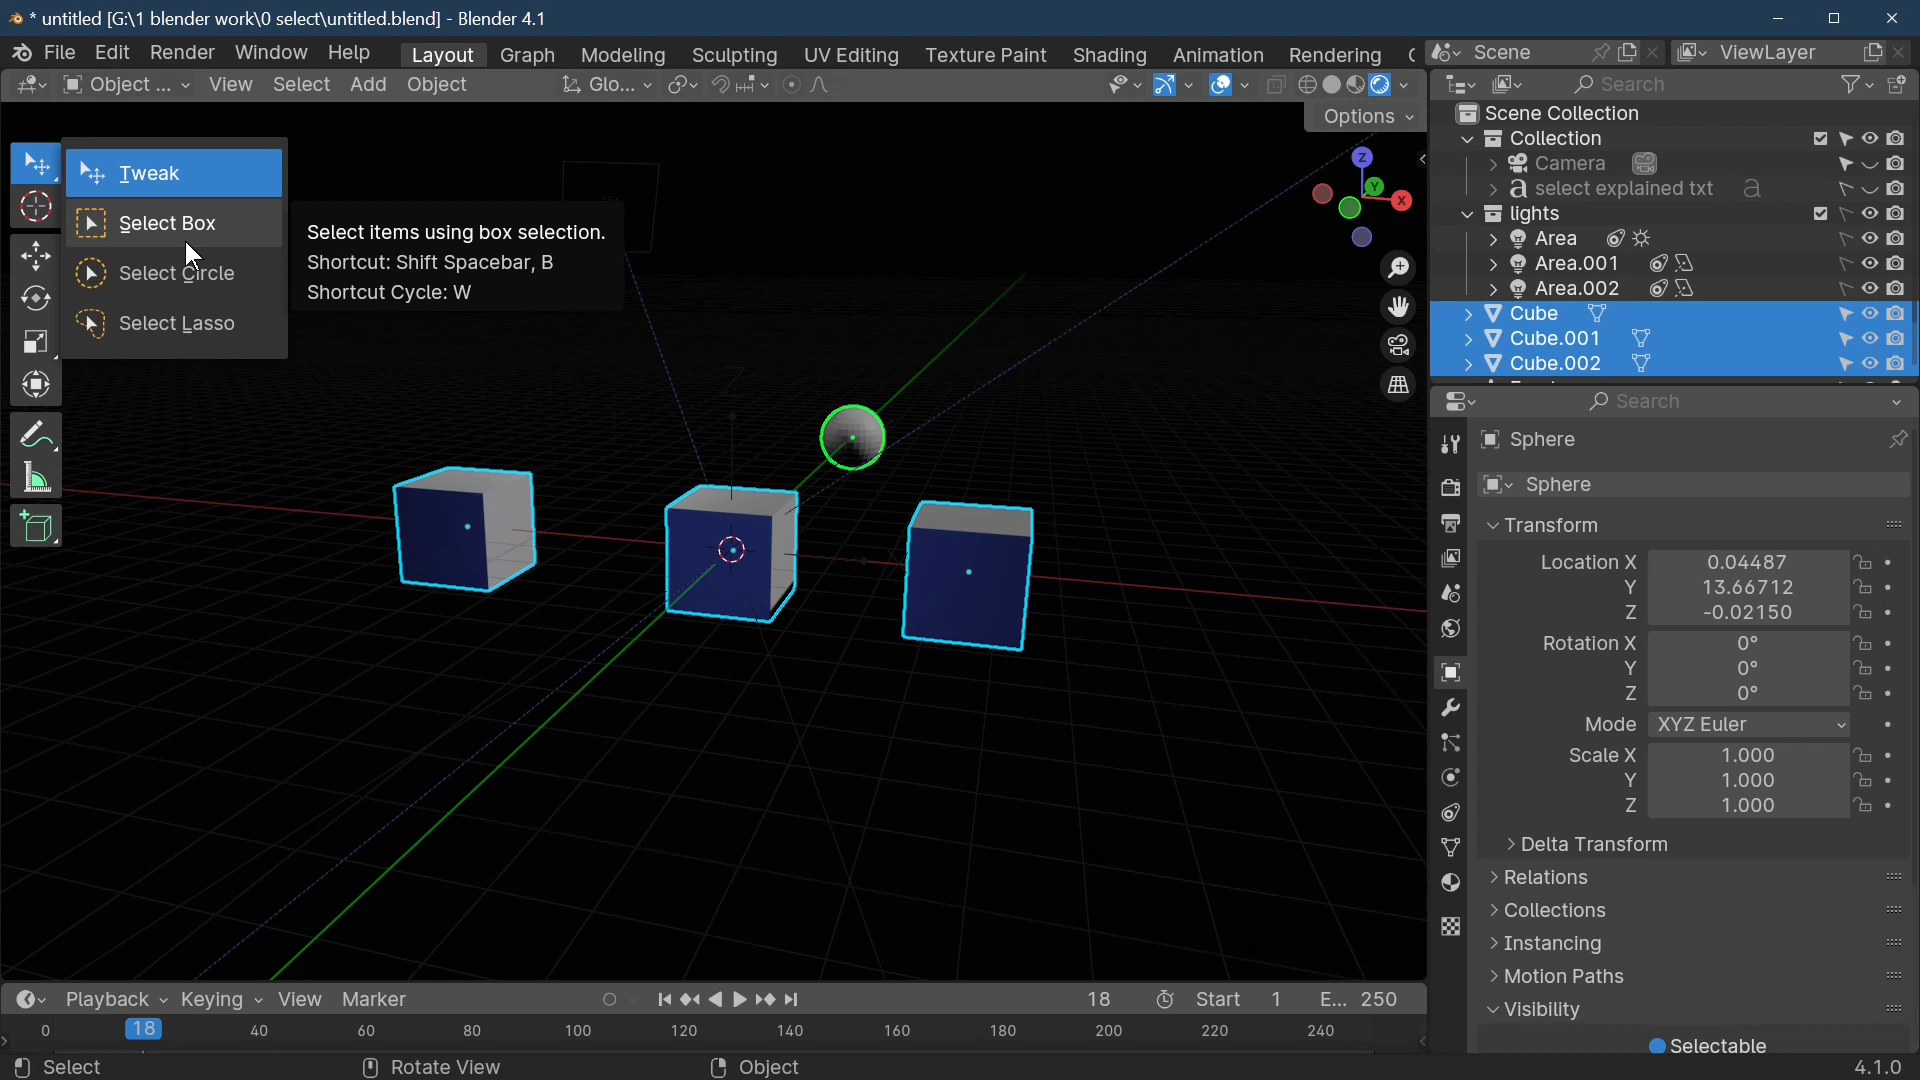 * untitled [G:\1 blender work\0 select\untitled.blend] - Blender 4.1
File Edit Render Window Help Layout Graph Modeling Sculpting UV Editing Texture Paint Shading Animation Rendering Scene ViewLayer
Object ... View Select Add Object Glo... Search
Options
Scene Collection
Collection
Camera
select explained txt a
lights
Area
Area.001
Area.002
Cube
Cube.001
Cube.002
Tweak
Select Box
Select Circle
Select Lasso
Select items using box selection.
Shortcut: Shift Spacebar, B
Shortcut Cycle: W
Z
Y
X
Search
Sphere
Sphere
Transform
Location X 0.04487
Y 13.66712
Z -0.02150
Rotation X 0°
Y 0°
Z 0°
Mode XYZ Euler
Scale X 1.000
Y 1.000
Z 1.000
Delta Transform
Relations
Collections
Instancing
Motion Paths
Visibility
Selectable
Playback Keying View Marker 18 Start 1 E... 250
0 18 40 60 80 100 120 140 160 180 200 220 240
Select Rotate View Object 4.1.0